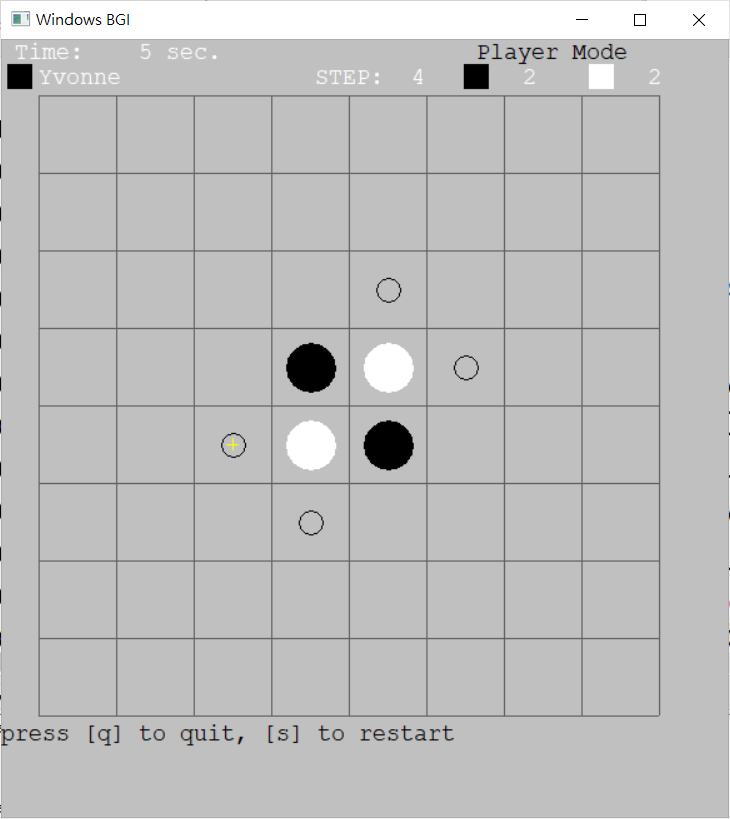 Windows BGI
Time: 5 sec. Player Mode
Yvonne STEP: 4 2 2
press [q] to quit, [s] to restart